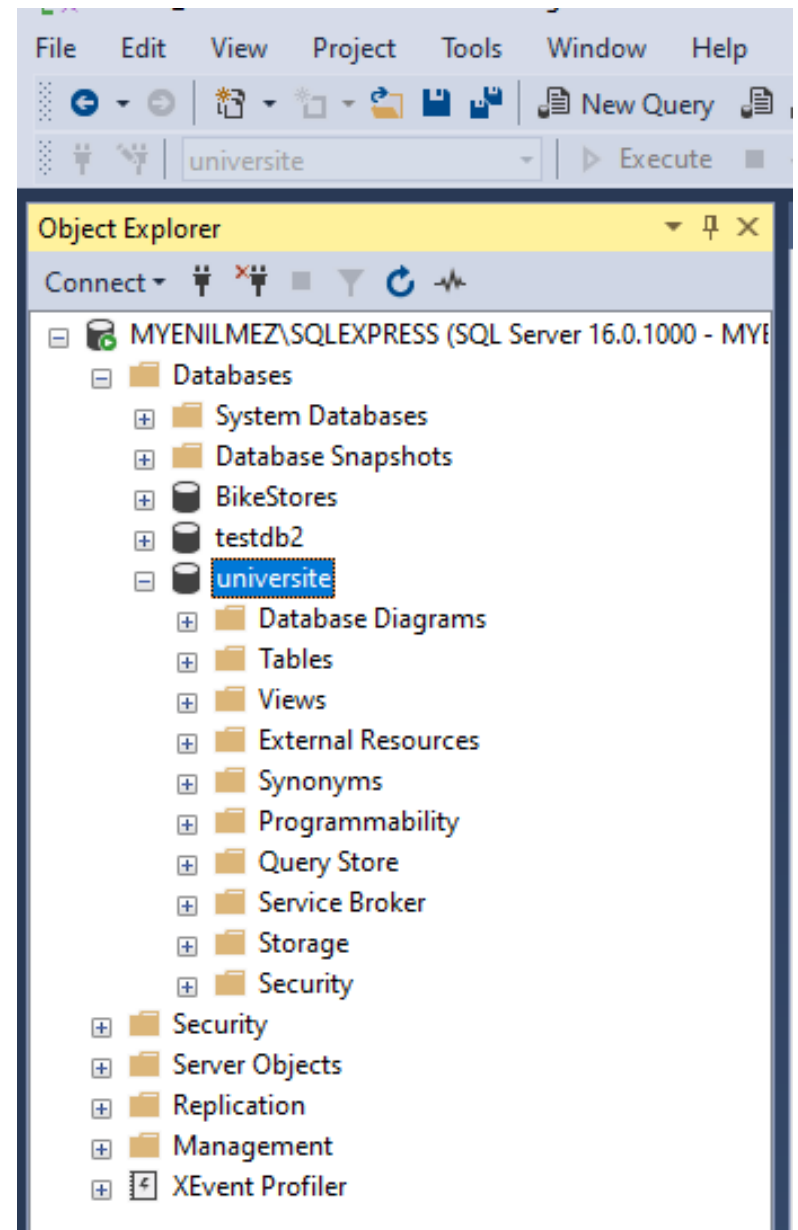 File Edit View Project Tools Window Help
New Query
universite Execute
Object Explorer
Connect
MYENILMEZ\SQLEXPRESS (SQL Server 16.0.1000 - MYE
Databases
System Databases
Database Snapshots
BikeStores
testdb2
universite
Database Diagrams
Tables
Views
External Resources
Synonyms
Programmability
Query Store
Service Broker
Storage
Security
Security
Server Objects
Replication
Management
XEvent Profiler